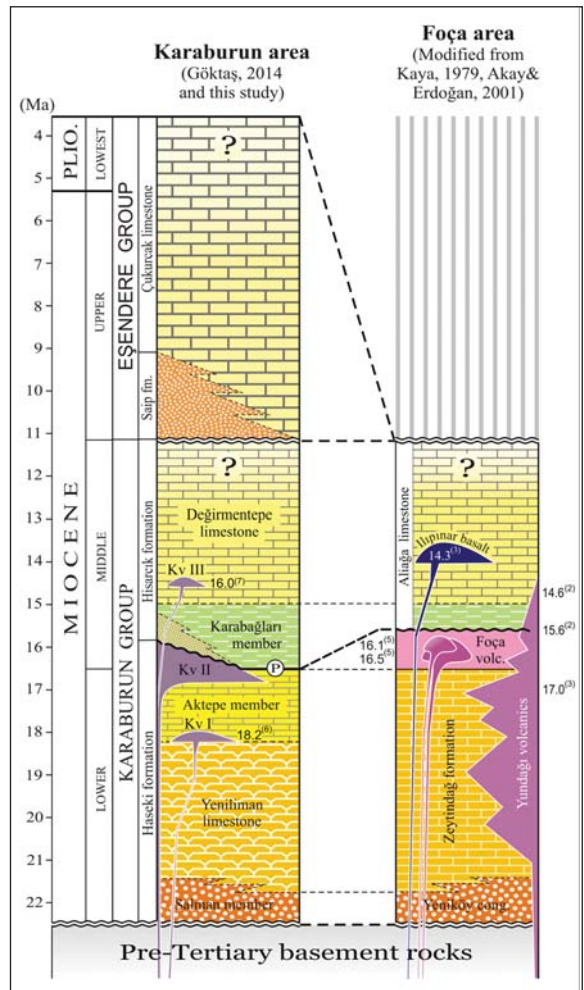 Karaburun area
(Göktaş, 2014
and this study)
Foça area
(Modified from
Kaya, 1979, Akay&
Erdoğan, 2001)
(Ma)
4
5
6
7
8
9
10
11
12
13
14
15
16
17
18
19
20
21
22
PLIO.
LOWEST
MIOCENE
UPPER
MIDDLE
LOWER
EŞENDERE GROUP
KARABURUN GROUP
Çukurcak limestone
Saip fm.
Hisarcık formation
Haseki formation
?
?
Değirmentepe
limestone
Kv III
16.0(7)
Karabağları
member
P
Kv II
Aktepe member
Kv I
18.2(6)
Yeniliman
limestone
Salman member
?
Aliağa limestone
Ilıpınar basalt
14.3(1)
14.6(2)
15.6(2)
16.1(5)
16.5(5)
Foça
volc.
17.0(3)
Zeytindağ formation
Yundağı volcanics
Yeniköy cong.
Pre-Tertiary basement rocks